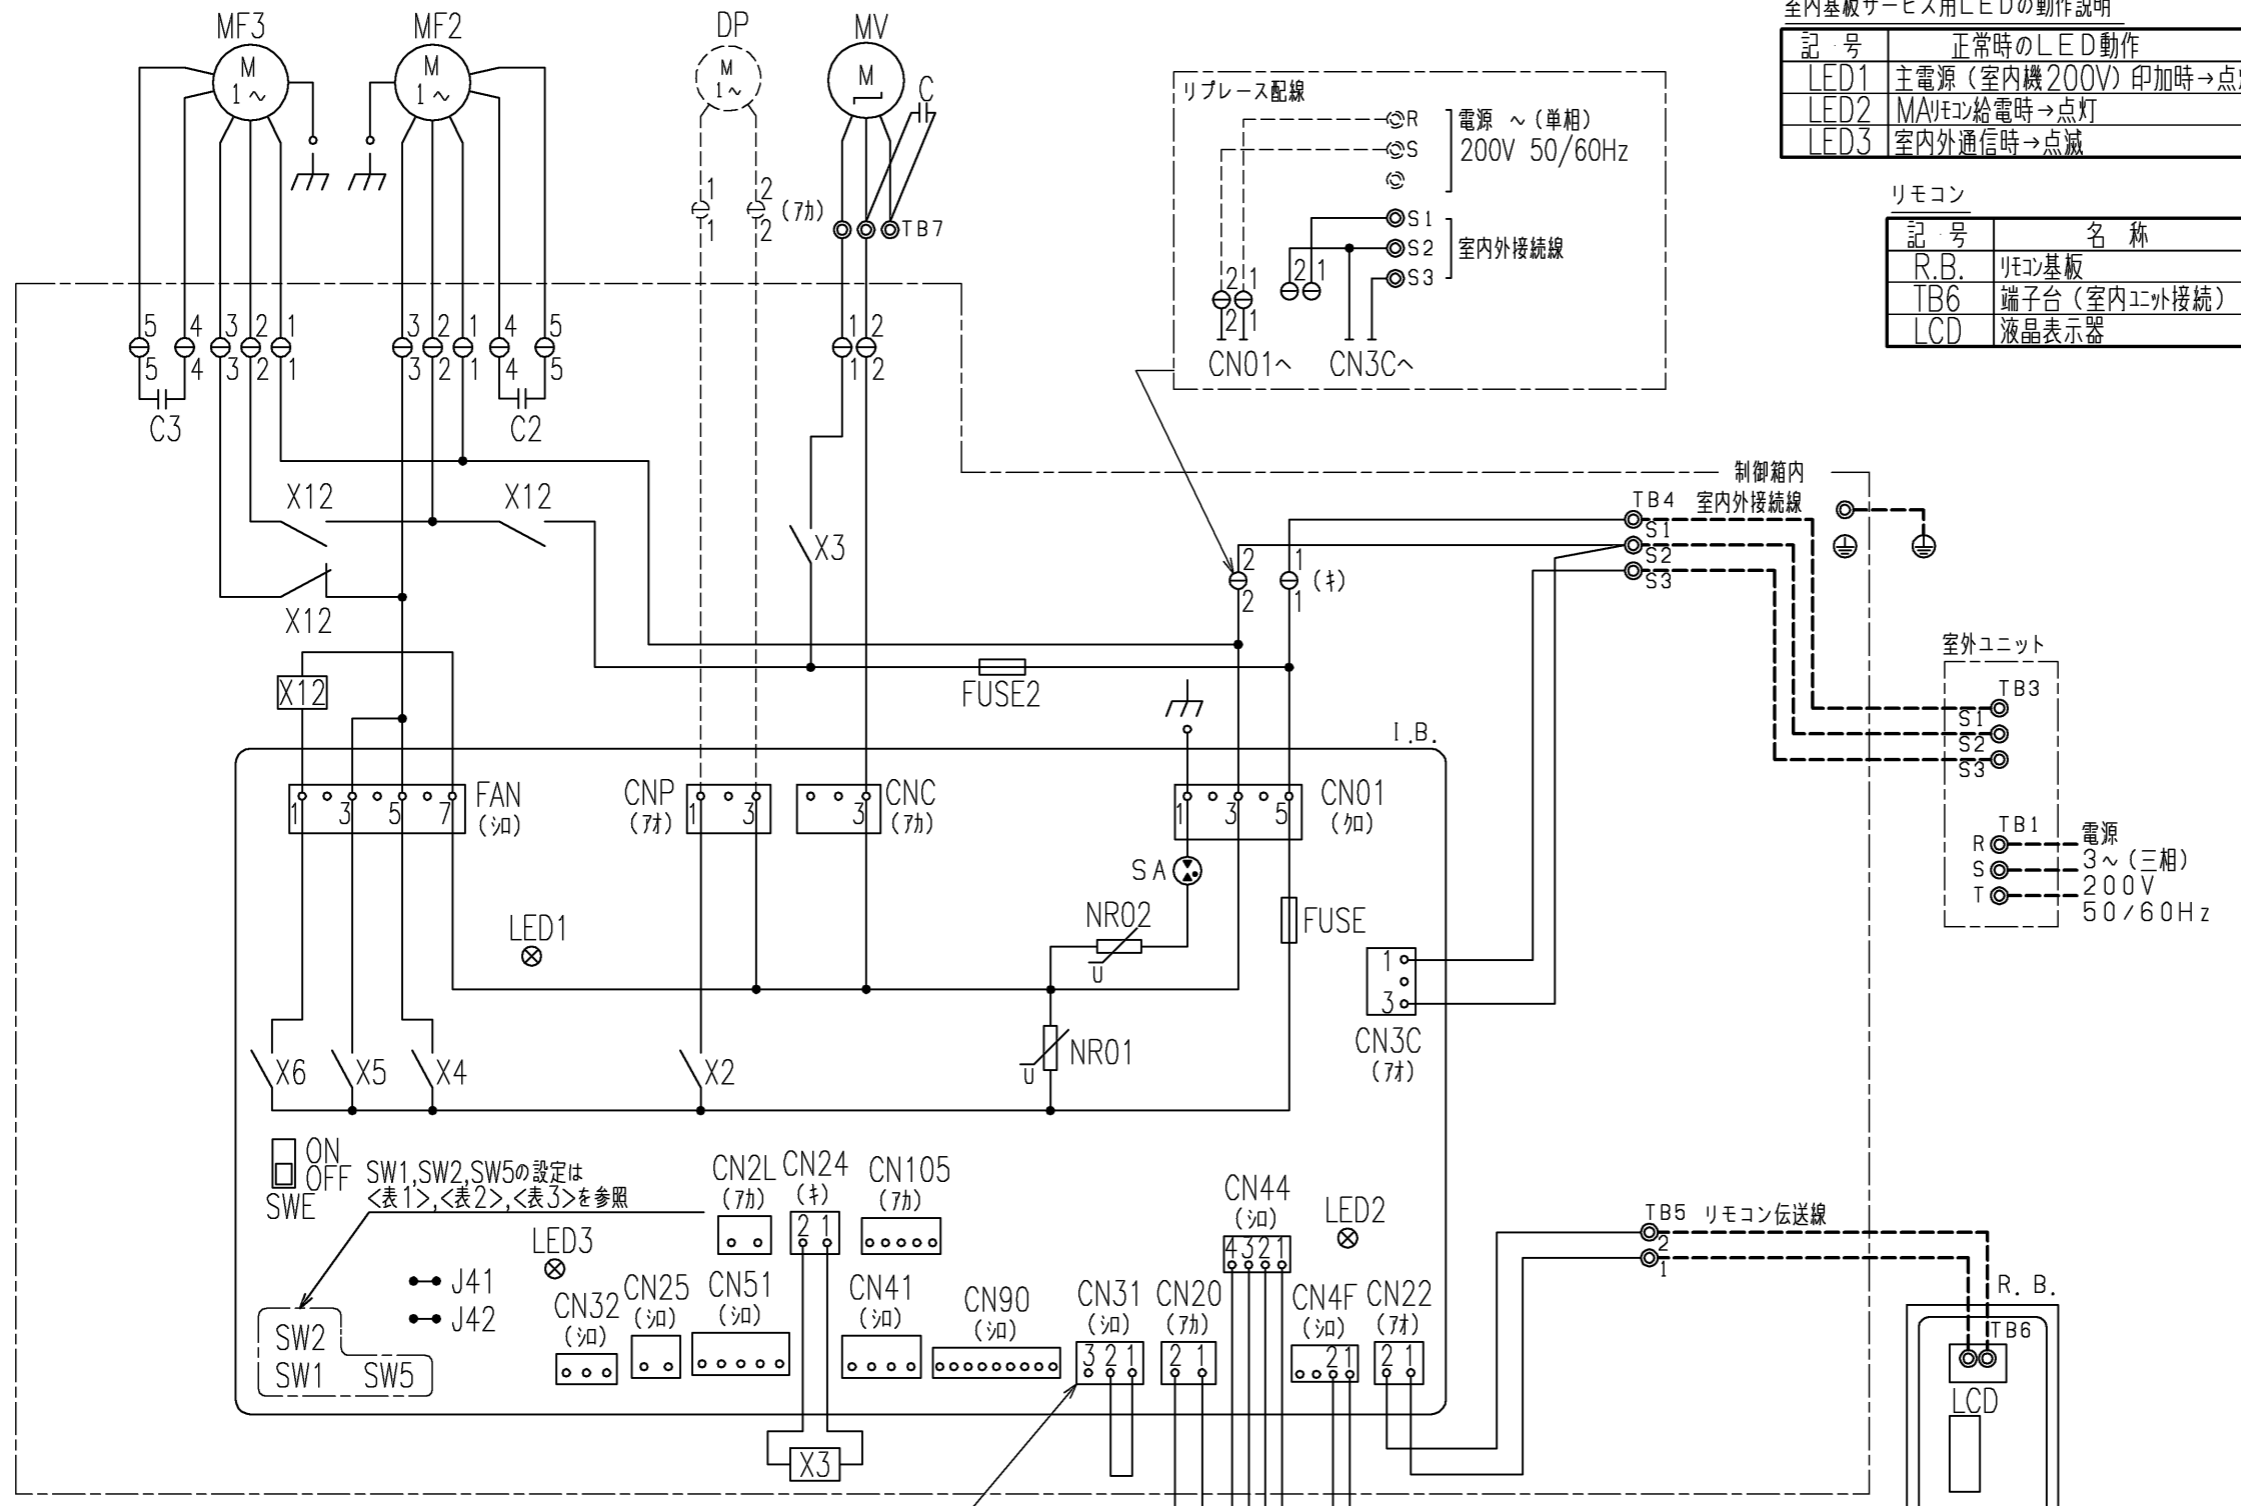 室内基板サービス用LEDの動作説明
記 号 正常時のLED動作
LED1 主電源（室内機200V）印加時→点
LED2 MAリモコン給電時→点灯
LED3 室内外通信時→点滅
リモコン
記 号 名 称
R.B. リモコン基板
TB6 端子台（室内ユニット接続）
LCD 液晶表示器
MF3 MF2 DP MV
M M M M
1～ 1～ 1～
C
1 2 (アカ)
1 2
TB7
リプレース配線
R 電源 ～（単相）
S 200V 50/60Hz
S1
S2 室内外接続線
S3
2 1 2 1
2 1
CN01へ CN3Cへ
5 4 3 2 1 3 2 1 4 5 1 2
5 4 3 2 1 3 2 1 4 5 1 2
C3 C2
制御箱内
X12 X12
TB4 室内外接続線
S1
S2
S3
X3
2 1 (キ)
2 1
X12
室外ユニット
X12
FUSE2
TB3
S1
S2
S3
I.B.
FAN
(シロ)
1 3 5 7
CNP
(アオ)
1 3
CNC
(アカ)
3
CN01
(クロ)
1 3 5
TB1 電源
R 3～（三相）
S 200V
T 50/60Hz
SA
LED1
NR02
U
FUSE
1
3
CN3C
(アオ)
X6 X5 X4 X2
NR01
U
ON
OFF
SWE
SW1,SW2,SW5の設定は
<表1>,<表2>,<表3>を参照
CN2L
(アカ)
CN24
(キ)
2 1
CN105
(アカ)
CN44
(シロ)
4321
LED2
TB5 リモコン伝送線
2
1
LED3
J41
J42
SW2
SW1 SW5
CN32
(シロ)
CN25
(シロ)
CN51
(シロ)
CN41
(シロ)
CN90
(シロ)
CN31
(シロ)
3 2 1
CN20
(アカ)
2 1
CN4F
(シロ)
21
CN22
(アオ)
2 1
R. B.
TB6
LCD
X3